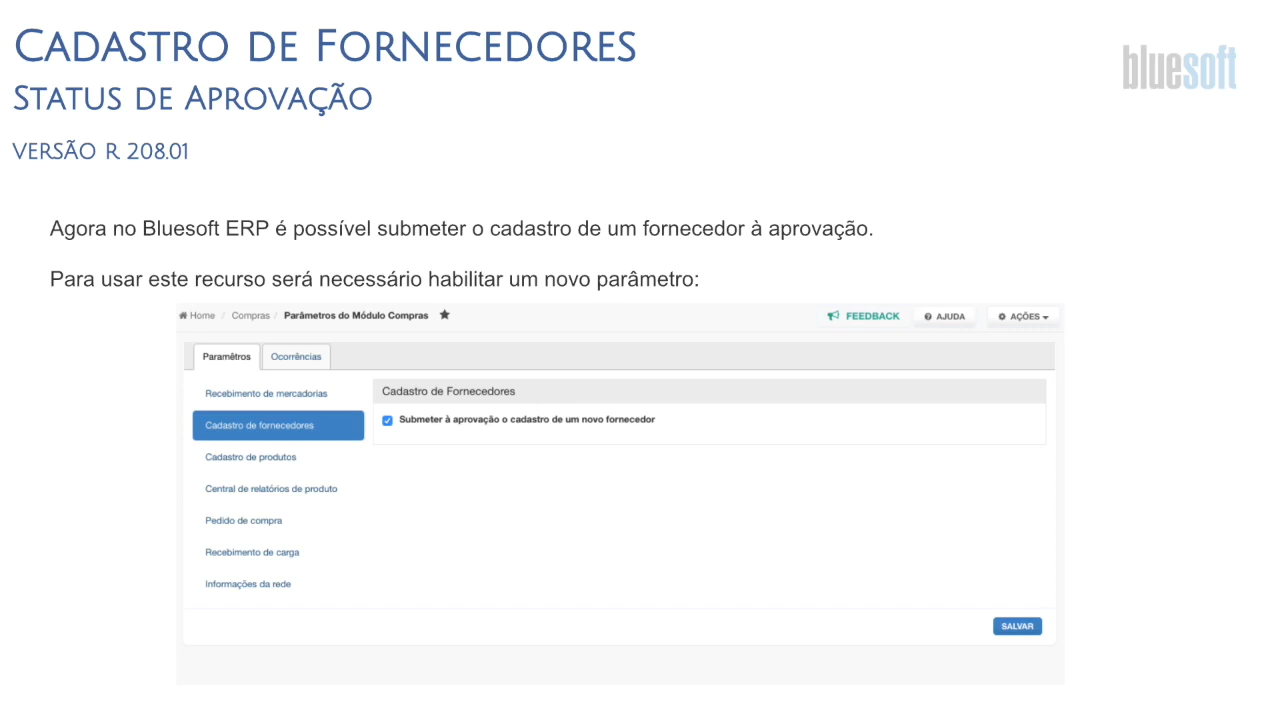 Cadastro de Fornecedores
Status de Aprovação
versão R 208.01
bluesoft
Agora no Bluesoft ERP é possível submeter o cadastro de um fornecedor à aprovação.
Para usar este recurso será necessário habilitar um novo parâmetro:
Home / Compras / Parâmetros do Módulo Compras
FEEDBACK
AJUDA
AÇÕES
Paramêtros
Ocorrências
Recebimento de mercadorias
Cadastro de fornecedores
Cadastro de produtos
Central de relatórios de produto
Pedido de compra
Recebimento de carga
Informações da rede
Cadastro de Fornecedores
Submeter à aprovação o cadastro de um novo fornecedor
SALVAR